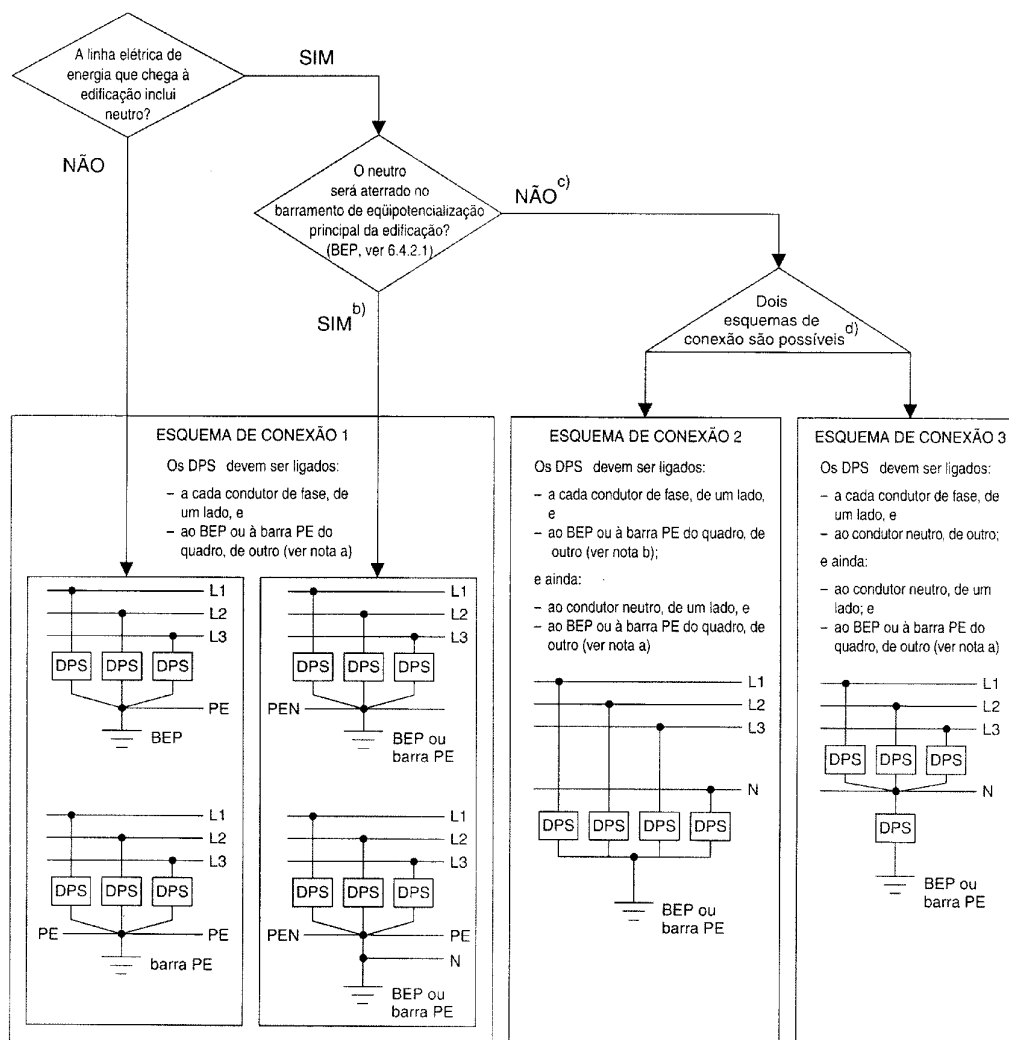 A linha elétrica de
energia que chega à
edificação inclui
neutro?
SIM
NÃO
O neutro
será aterrado no
barramento de eqüipotencialização
principal da edificação?
(BEP, ver 6.4.2.1)
NÃO c)
SIM b)
Dois
esquemas de
conexão são possíveis d)
ESQUEMA DE CONEXÃO 1
Os DPS devem ser ligados:
– a cada condutor de fase, de
um lado, e
– ao BEP ou à barra PE do
quadro, de outro (ver nota a)
L1
L2
L3
DPS DPS DPS
PE
BEP
L1
L2
L3
DPS DPS DPS
PEN
BEP ou
barra PE
L1
L2
L3
DPS DPS DPS
PE PE
barra PE
L1
L2
L3
DPS DPS DPS
PEN PE
N
BEP ou
barra PE
ESQUEMA DE CONEXÃO 2
Os DPS devem ser ligados:
– a cada condutor de fase, de um lado,
e
– ao BEP ou à barra PE do quadro, de
outro (ver nota b);
e ainda:
– ao condutor neutro, de um lado, e
– ao BEP ou à barra PE do quadro, de
outro (ver nota a)
L1
L2
L3
N
DPS DPS DPS DPS
BEP ou
barra PE
ESQUEMA DE CONEXÃO 3
Os DPS devem ser ligados:
– a cada condutor de fase, de
um lado, e
– ao condutor neutro, de outro;
e ainda:
– ao condutor neutro, de um
lado; e
– ao BEP ou à barra PE do
quadro, de outro (ver nota a)
L1
L2
L3
DPS DPS DPS
N
DPS
BEP ou
barra PE